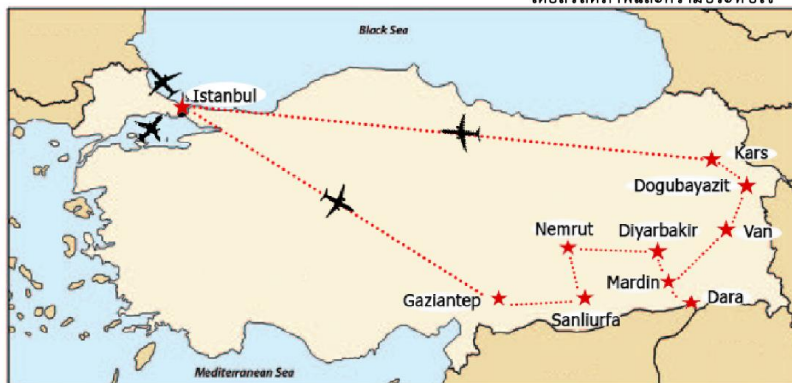 Black Sea
Istanbul
Kars
Dogubayazit
Nemrut
Diyarbakir
Van
Mardin
Gaziantep
Dara
Sanliurfa
Mediterranean Sea